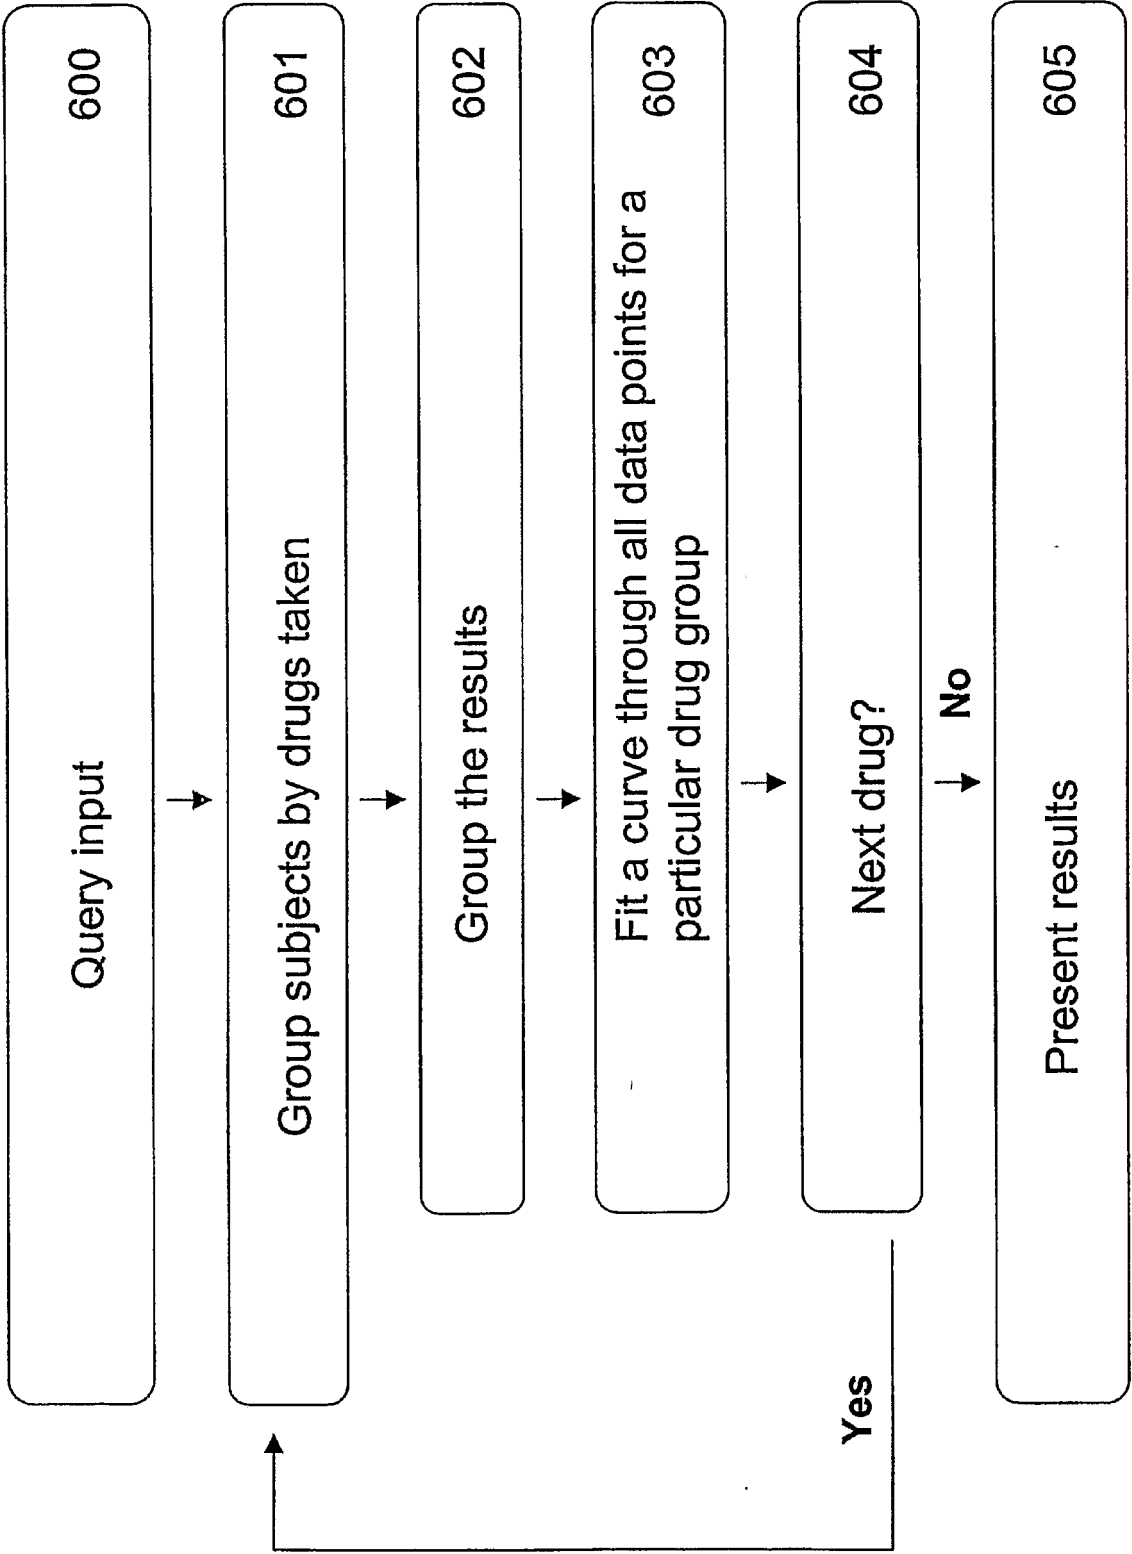 Query input 600
Group subjects by drugs taken 601
Group the results 602
Fit a curve through all data points for a 603
particular drug group
Next drug? 604
Yes
No
Present results 605